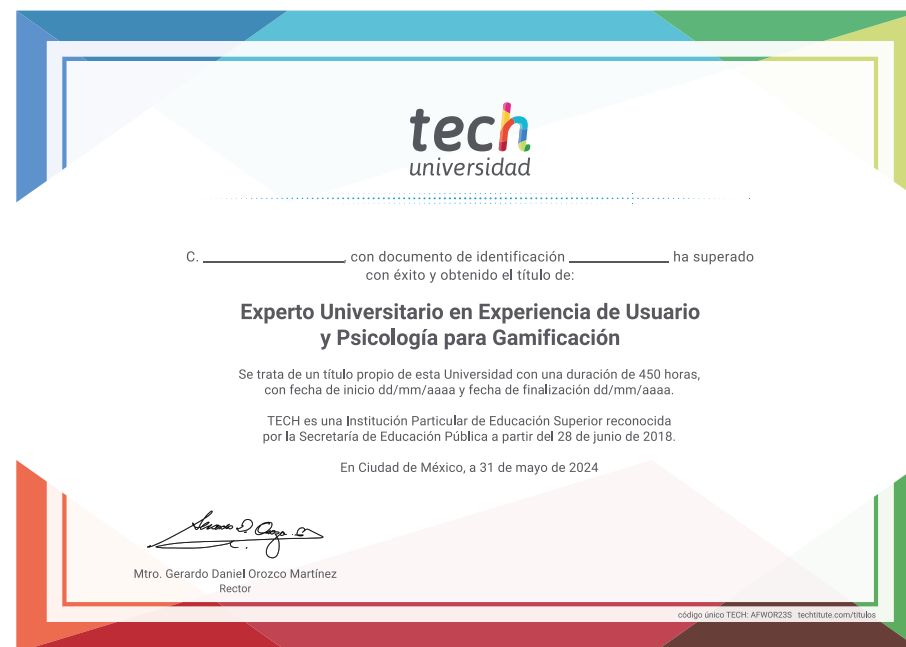 tech
universidad
C. ____________________, con documento de identificación ______________ ha superado
con éxito y obtenido el título de:
Experto Universitario en Experiencia de Usuario
y Psicología para Gamificación
Se trata de un título propio de esta Universidad con una duración de 450 horas,
con fecha de inicio dd/mm/aaaa y fecha de finalización dd/mm/aaaa.
TECH es una Institución Particular de Educación Superior reconocida
por la Secretaría de Educación Pública a partir del 28 de junio de 2018.
En Ciudad de México, a 31 de mayo de 2024
Mtro. Gerardo Daniel Orozco Martínez
Rector
código único TECH: AFWOR23S techtitute.com/titulos